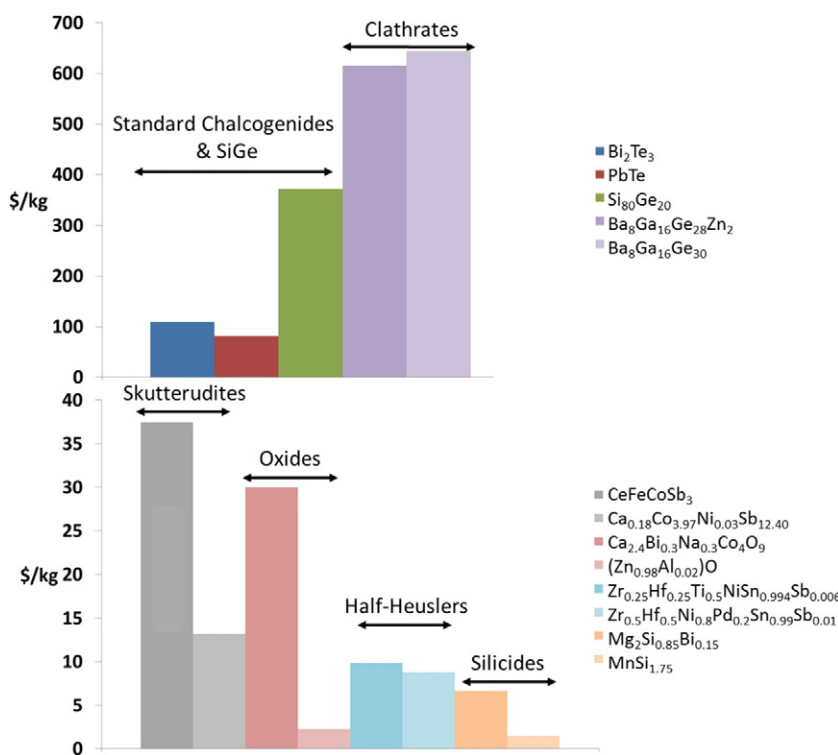 700
600
500
400
300
200
100
0
$/kg
Standard Chalcogenides
& SiGe
Clathrates
Bi₂Te₃
PbTe
Si₈₀Ge₂₀
Ba₈Ga₁₆Ge₂₈Zn₂
Ba₈Ga₁₆Ge₃₀
40
35
30
25
20
15
10
5
0
$/kg
Skutterudites
Oxides
Half-Heuslers
Silicides
CeFeCoSb₃
Ca₀.₁₈Co₃.₉₇Ni₀.₀₃Sb₁₂.₄₀
Ca₂.₄Bi₀.₃Na₀.₃Co₄O₉
(Zn₀.₉₈Al₀.₀₂)O
Zr₀.₂₅Hf₀.₂₅Ti₀.₅NiSn₀.₉₉₄Sb₀.₀₀₆
Zr₀.₅Hf₀.₅Ni₀.₈Pd₀.₂Sn₀.₉₉Sb₀.₀₁
Mg₂Si₀.₈₅Bi₀.₁₅
MnSi₁.₇₅